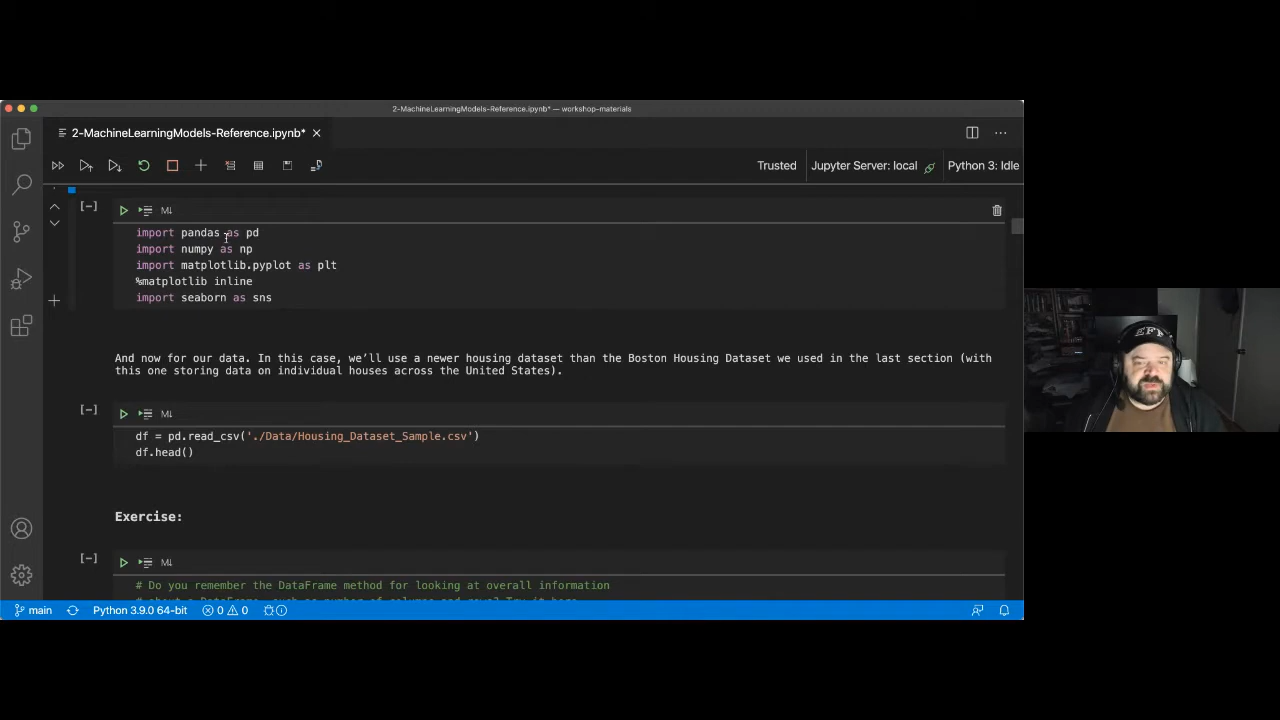 2-MachineLearningModels-Reference.ipynb* — workshop-materials
2-MachineLearningModels-Reference.ipynb*
Trusted
Jupyter Server: local
Python 3: Idle
[-]
M↓
import pandas as pd
import numpy as np
import matplotlib.pyplot as plt
%matplotlib inline
import seaborn as sns
And now for our data. In this case, we’ll use a newer housing dataset than the Boston Housing Dataset we used in the last section (with
this one storing data on individual houses across the United States).
[-]
M↓
df = pd.read_csv('./Data/Housing_Dataset_Sample.csv')
df.head()
Exercise:
[-]
M↓
# Do you remember the DataFrame method for looking at overall information
main
Python 3.9.0 64-bit
0
0
EFF